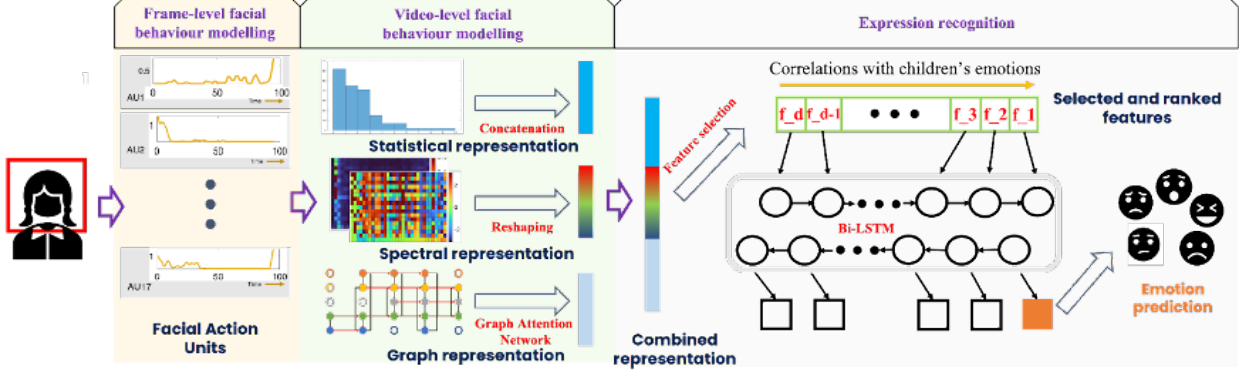 Frame-level facial
behaviour modelling
Video-level facial
behaviour modelling
Expression recognition
0.5
0
50
100
AU1
Time
1
0
50
100
AU2
Time
0
50
100
AU17
Time
Facial Action
Units
Concatenation
Statistical representation
Reshaping
Spectral representation
Graph Attention
Network
Graph representation
Combined
representation
Feature selection
Correlations with children's emotions
f_d f_d-1 ••• f_3 f_2 f_1
Selected and ranked
features
Bi-LSTM
Emotion
prediction